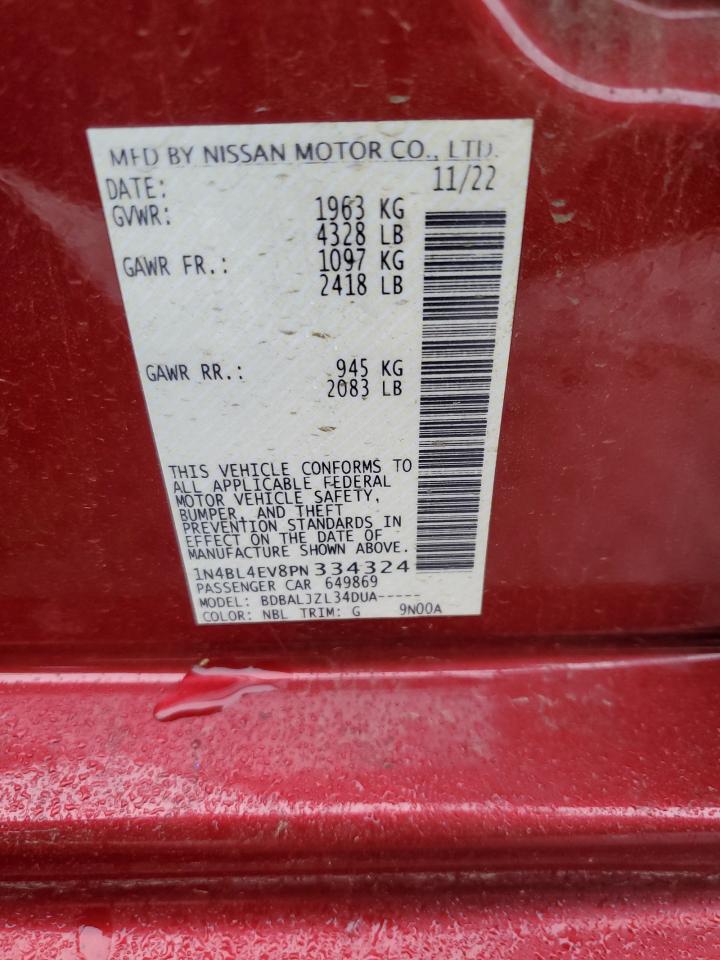 MFD BY NISSAN MOTOR CO., LTD.
DATE: 11/22
GVWR: 1963 KG
4328 LB
GAWR FR.: 1097 KG
2418 LB
GAWR RR.: 945 KG
2083 LB
THIS VEHICLE CONFORMS TO
ALL APPLICABLE FEDERAL
MOTOR VEHICLE SAFETY,
BUMPER, AND THEFT
PREVENTION STANDARDS IN
EFFECT ON THE DATE OF
MANUFACTURE SHOWN ABOVE.
1N4BL4EV8PN334324
PASSENGER CAR 649869
MODEL: BDBALJZL34DUA-----
COLOR: NBL TRIM: G 9N00A